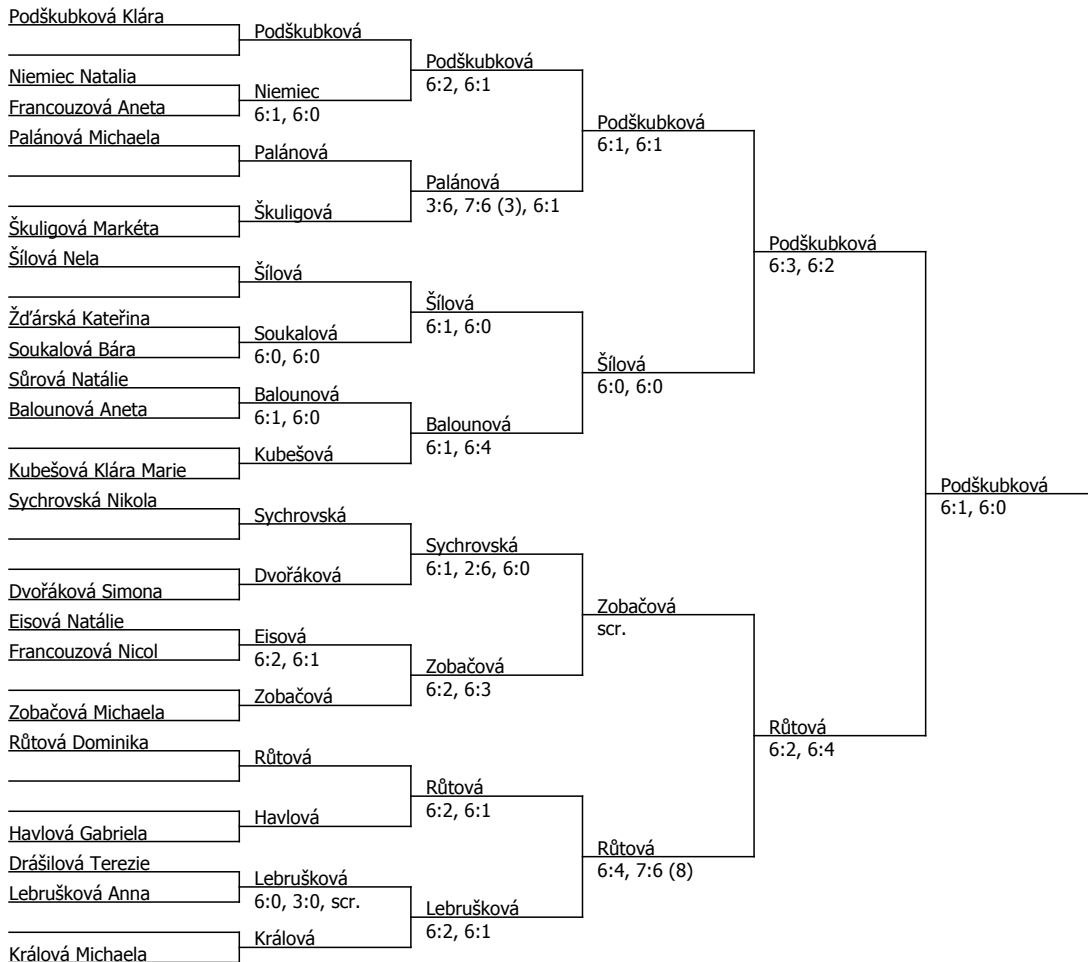 Podškubková Klára
Niemiec Natalia
Francouzová Aneta
Palánová Michaela
Škuligová Markéta
Šílová Nela
Žďárská Kateřina
Soukalová Bára
Sůrová Natálie
Balounová Aneta
Kubešová Klára Marie
Sychrovská Nikola
Dvořáková Simona
Eisová Natálie
Francouzová Nicol
Zobačová Michaela
Růtová Dominika
Havlová Gabriela
Drášilová Terezie
Lebrušková Anna
Králová Michaela
Podškubková
Niemiec
6:1, 6:0
Palánová
Škuligová
Šílová
Soukalová
6:0, 6:0
Balounová
6:1, 6:0
Kubešová
Sychrovská
Dvořáková
Eisová
6:2, 6:1
Zobačová
Růtová
Havlová
Lebrušková
6:0, 3:0, scr.
Králová
Podškubková
6:2, 6:1
Palánová
3:6, 7:6 (3), 6:1
Šílová
6:1, 6:0
Balounová
6:1, 6:4
Sychrovská
6:1, 2:6, 6:0
Zobačová
6:2, 6:3
Růtová
6:2, 6:1
Lebrušková
6:2, 6:1
Podškubková
6:1, 6:1
Šílová
6:0, 6:0
Zobačová
scr.
Růtová
6:4, 7:6 (8)
Podškubková
6:3, 6:2
Růtová
6:2, 6:4
Podškubková
6:1, 6:0